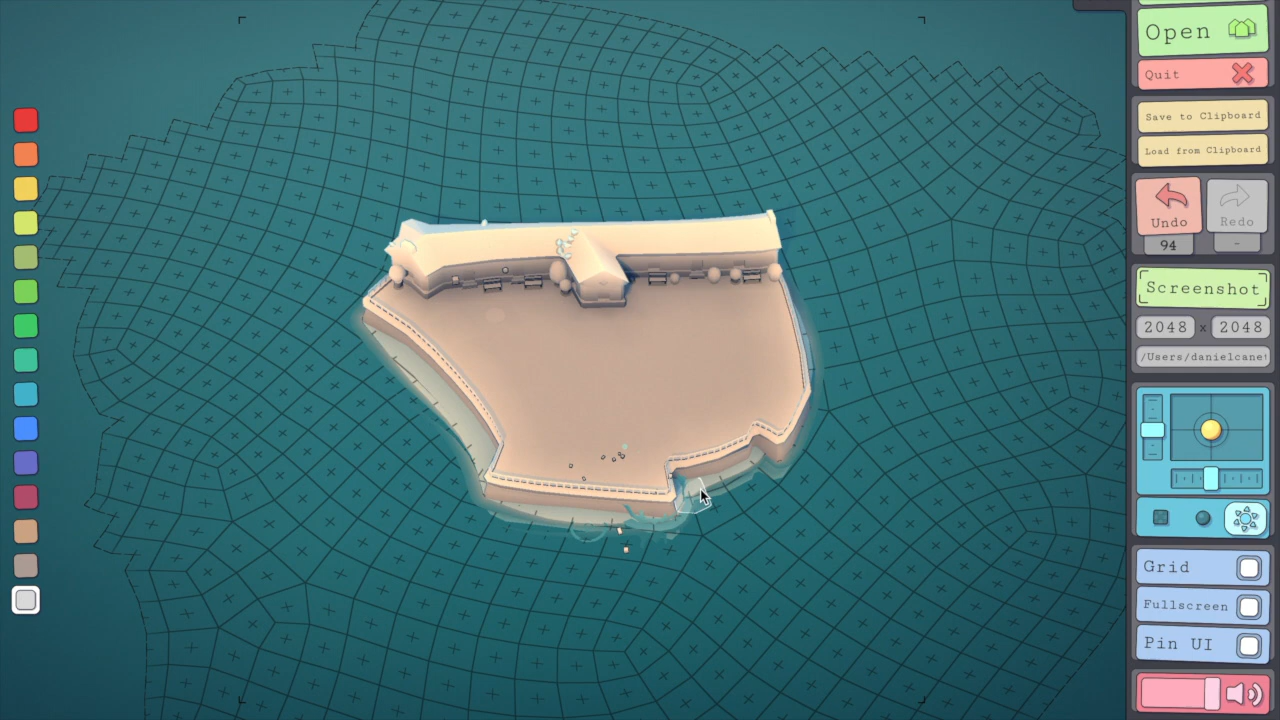 Open
Quit
Save to Clipboard
Load from Clipboard
Undo
Redo
94
-
Screenshot
2048 x 2048
/Users/danielcane
Grid
Fullscreen
Pin UI